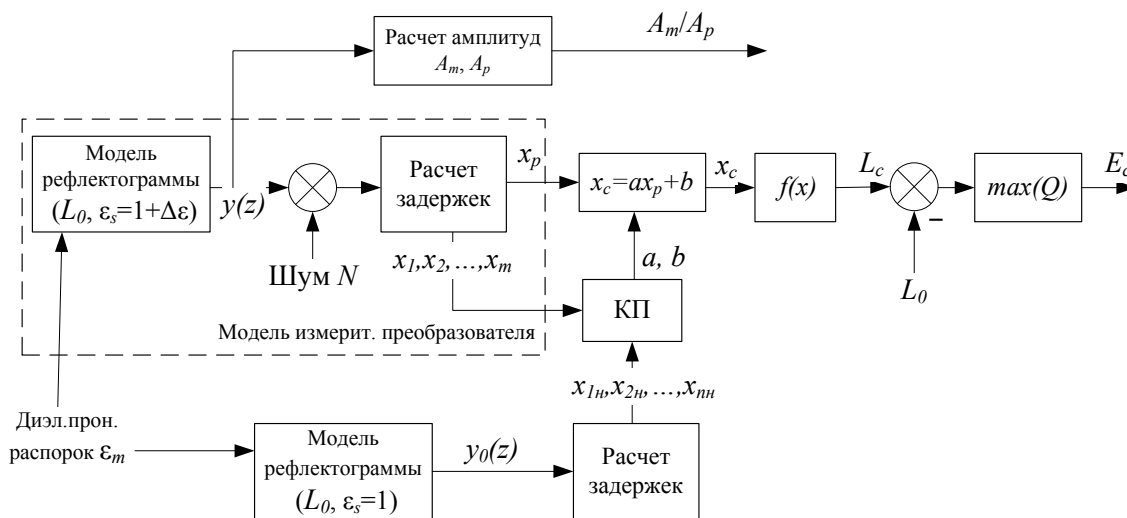 Расчет амплитуд
A_m, A_p
A_m/A_p
Модель
рефлектограммы
(L_0, ε_s=1+Δε)
y(z)
Шум N
Расчет
задержек
x_p
x_1,x_2,...,x_m
Модель измерит. преобразователя
x_c=ax_p+b
x_c
f(x)
L_c
–
L_0
max(Q)
E_c
a, b
КП
x_1н,x_2н,...,x_nн
Диэл.прон.
распорок ε_m
Модель
рефлектограммы
(L_0, ε_s=1)
y_0(z)
Расчет
задержек